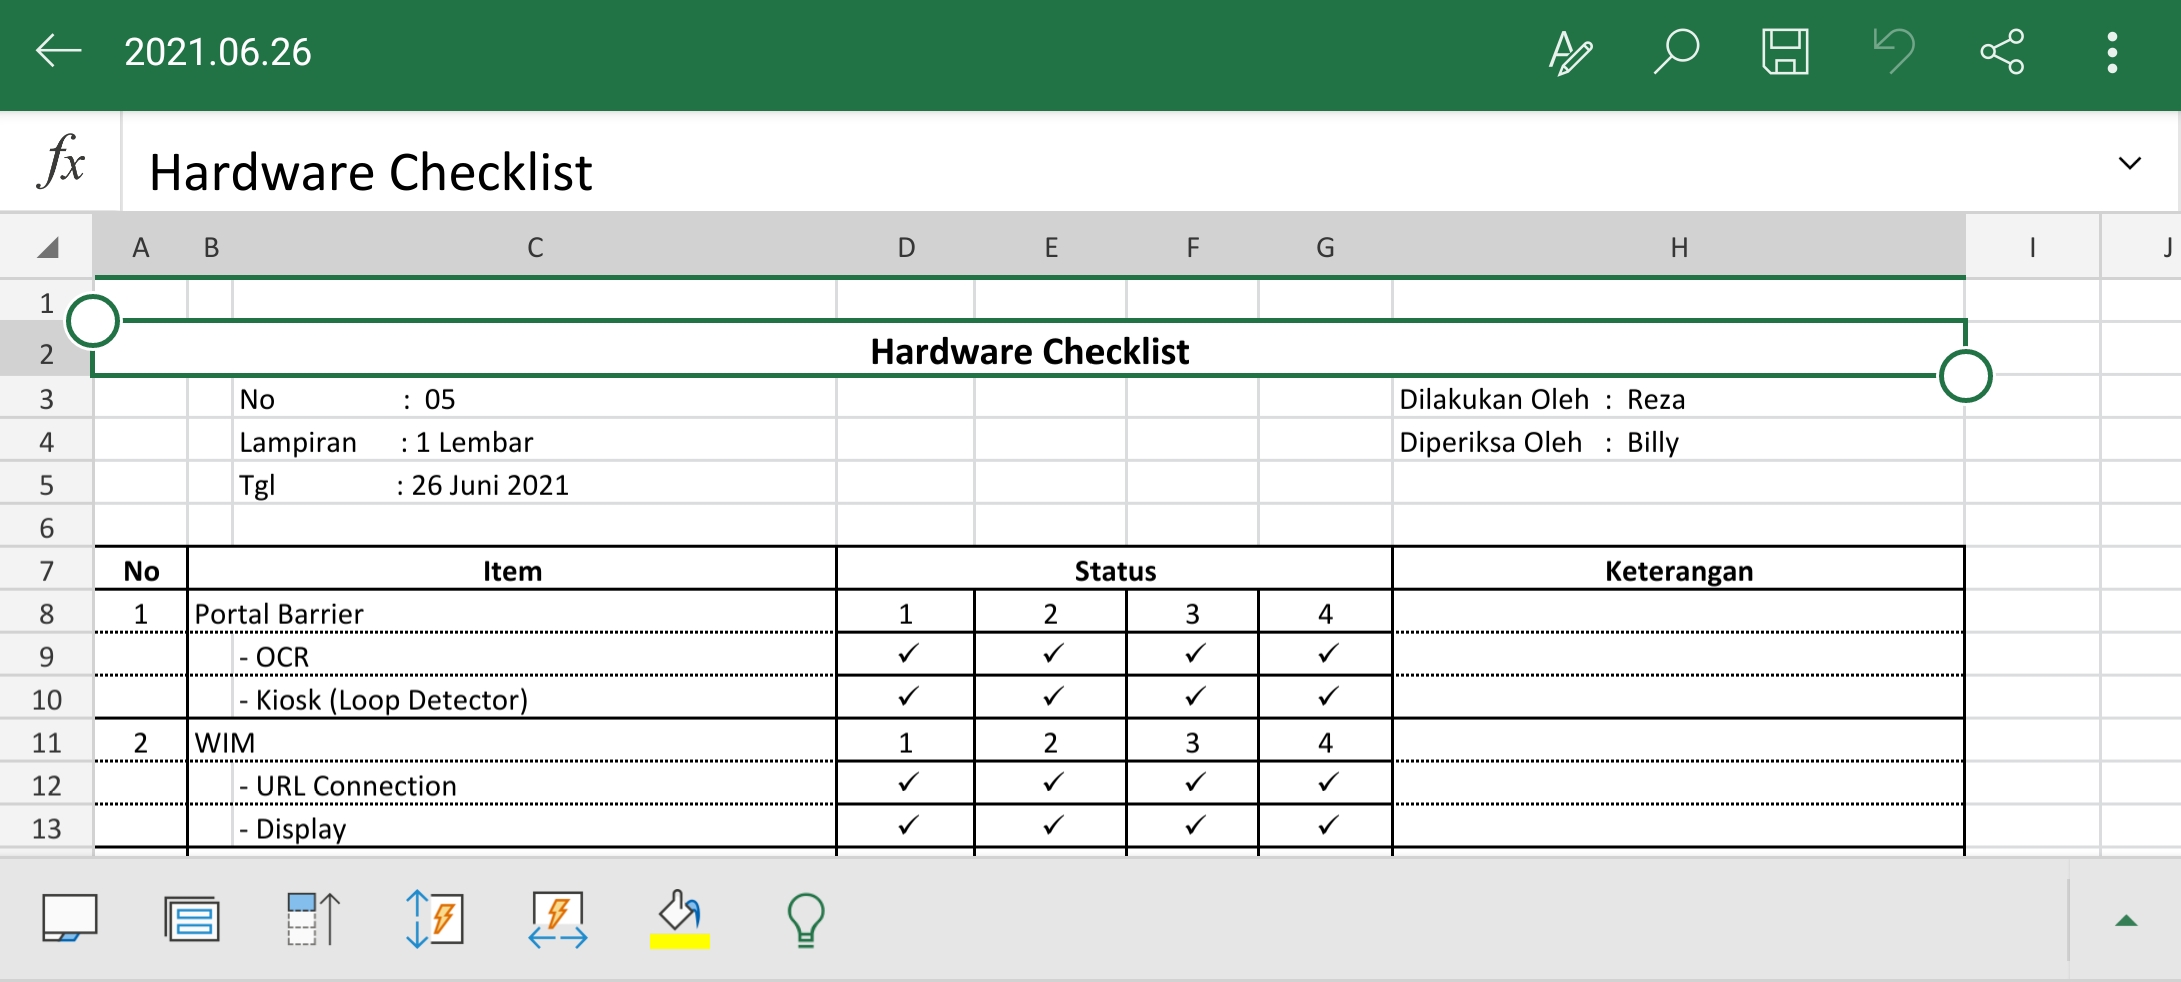 2021.06.26
fx Hardware Checklist
A B C D E F G H I J
1
2 Hardware Checklist
3 No : 05 Dilakukan Oleh : Reza
4 Lampiran : 1 Lembar Diperiksa Oleh : Billy
5 Tgl : 26 Juni 2021
6
7 No Item Status Keterangan
8 1 Portal Barrier 1 2 3 4
9 - OCR ✓ ✓ ✓ ✓
10 - Kiosk (Loop Detector) ✓ ✓ ✓ ✓
11 2 WIM 1 2 3 4
12 - URL Connection ✓ ✓ ✓ ✓
13 - Display ✓ ✓ ✓ ✓